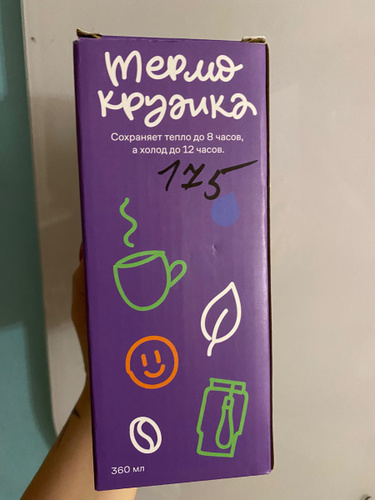 термо
кружка
Сохраняет тепло до 8 часов,
а холод до 12 часов.
175
360 мл